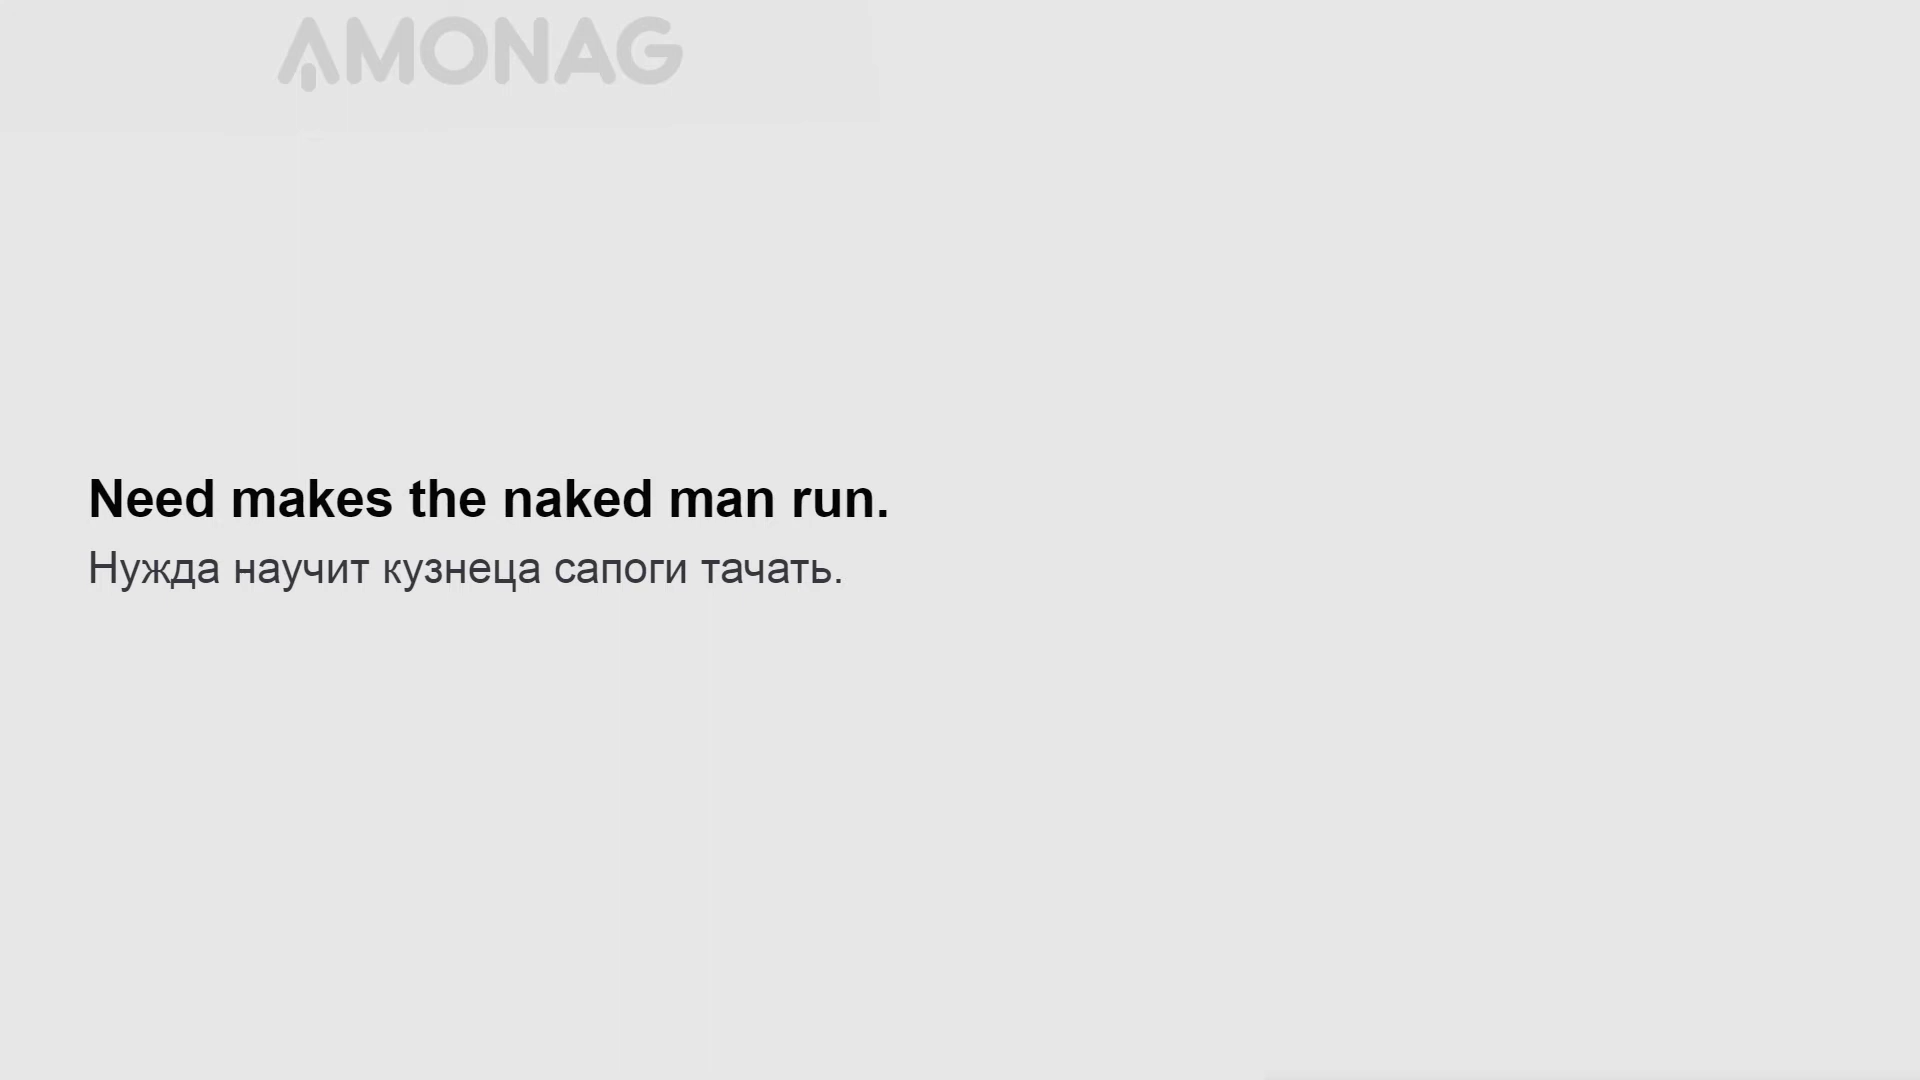 AMONAG
Need makes the naked man run.
Нужда научит кузнеца сапоги тачать.